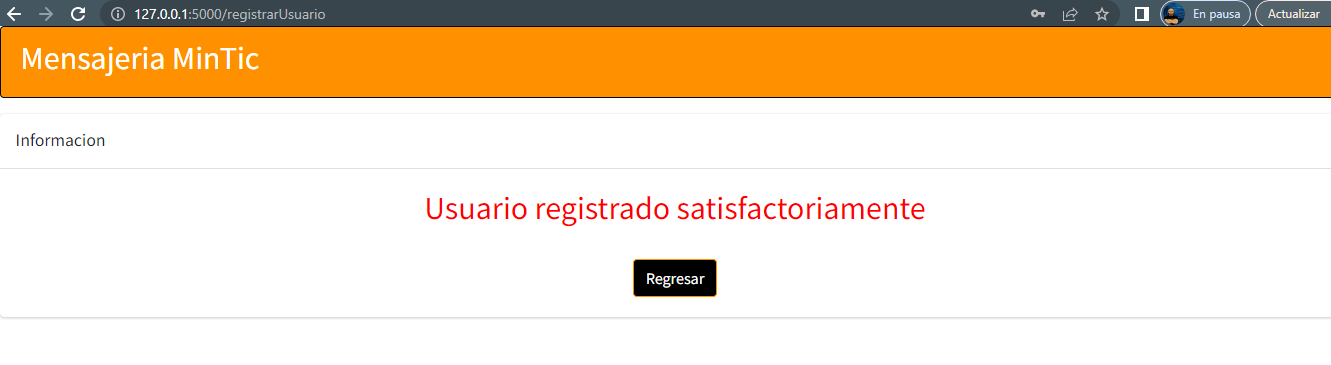 127.0.0.1:5000/registrarUsuario
En pausa
Actualizar
Mensajeria MinTic
Informacion
Usuario registrado satisfactoriamente
Regresar